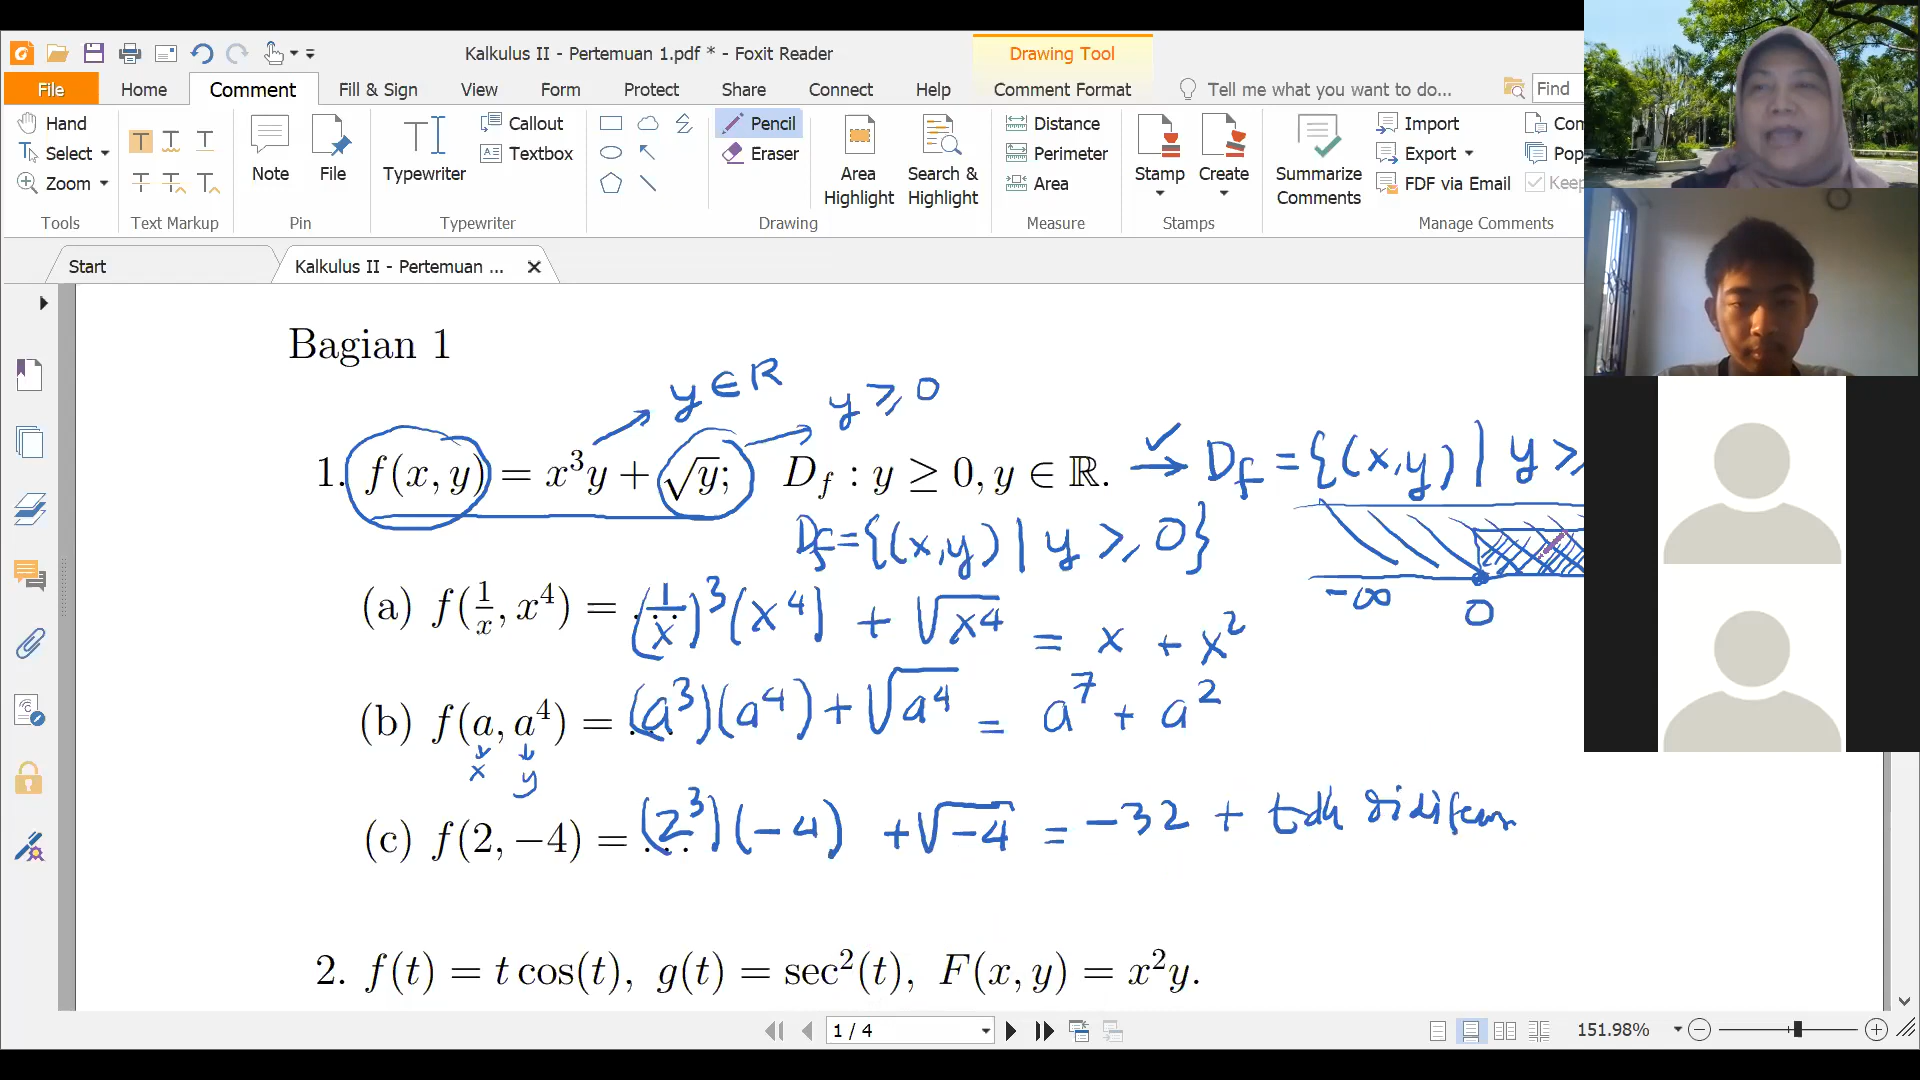 Kalkulus II - Pertemuan 1.pdf * - Foxit Reader
Drawing Tool
File Home Comment Fill & Sign View Form Protect Share Connect Help Comment Format Tell me what you want to do... Find
Hand
Select
Zoom
Tools
Text Markup
Note
File
Pin
Typewriter
Typewriter
Callout
Textbox
Pencil
Eraser
Drawing
Area Highlight
Search & Highlight
Distance
Perimeter
Area
Measure
Stamp
Create
Stamps
Summarize Comments
Import
Export
FDF via Email
Com
Pop
Keep
Manage Comments
Start
Kalkulus II - Pertemuan ...
Bagian 1
y ∈ R
y ≥ 0
1. f(x, y) = x³y + √y; D_f : y ≥ 0, y ∈ ℝ. → D_f = {(x,y) | y ≥
Df = {(x,y) | y ≥ 0}
-∞ 0
(a) f(1/x, x⁴) = ... (1/x)³ (x⁴) + √x⁴ = x + x²
(b) f(a, a⁴) = ... (a³)(a⁴) + √a⁴ = a⁷ + a²
x y
(c) f(2, −4) = ... (2³)(-4) + √-4 = -32 + tdk
2. f(t) = t cos(t), g(t) = sec²(t), F(x, y) = x²y.
1 / 4
151.98%